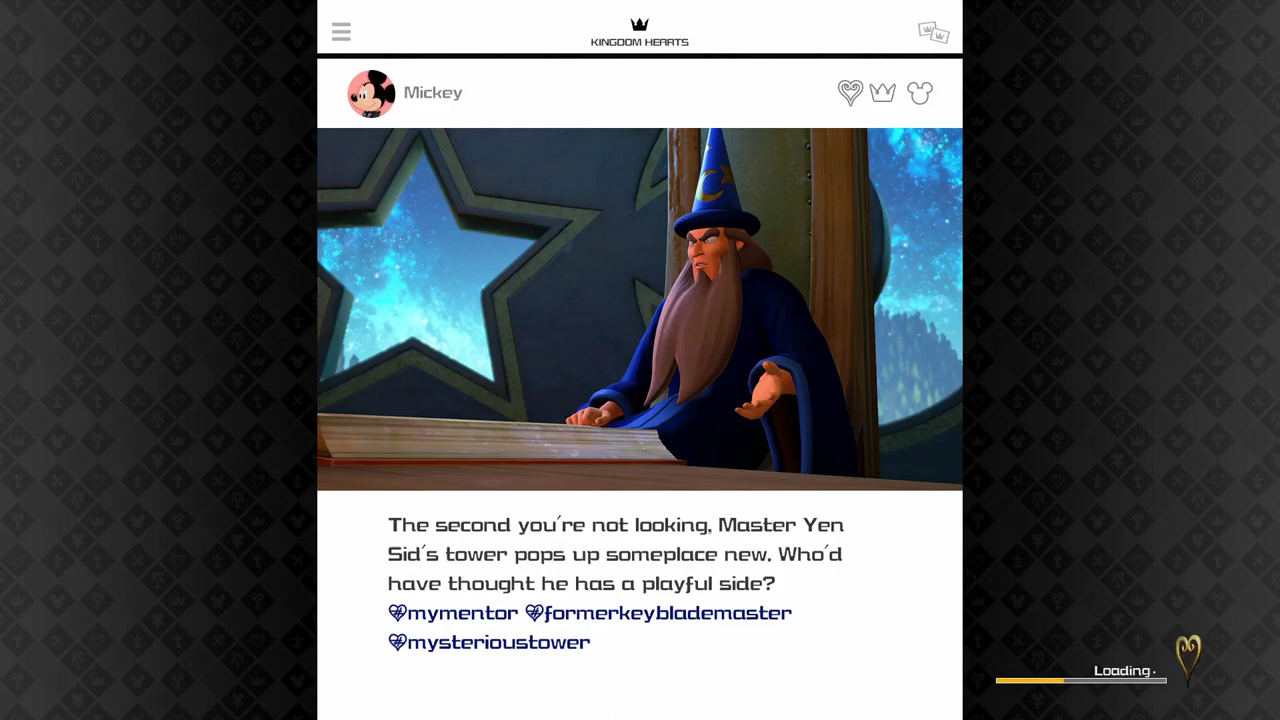 KINGDOM HEARTS
Mickey
The second you're not looking, Master Yen
Sid's tower pops up someplace new. Who'd
have thought he has a playful side?
#mymentor #formerkeyblademaster
#mysterioustower
Loading.